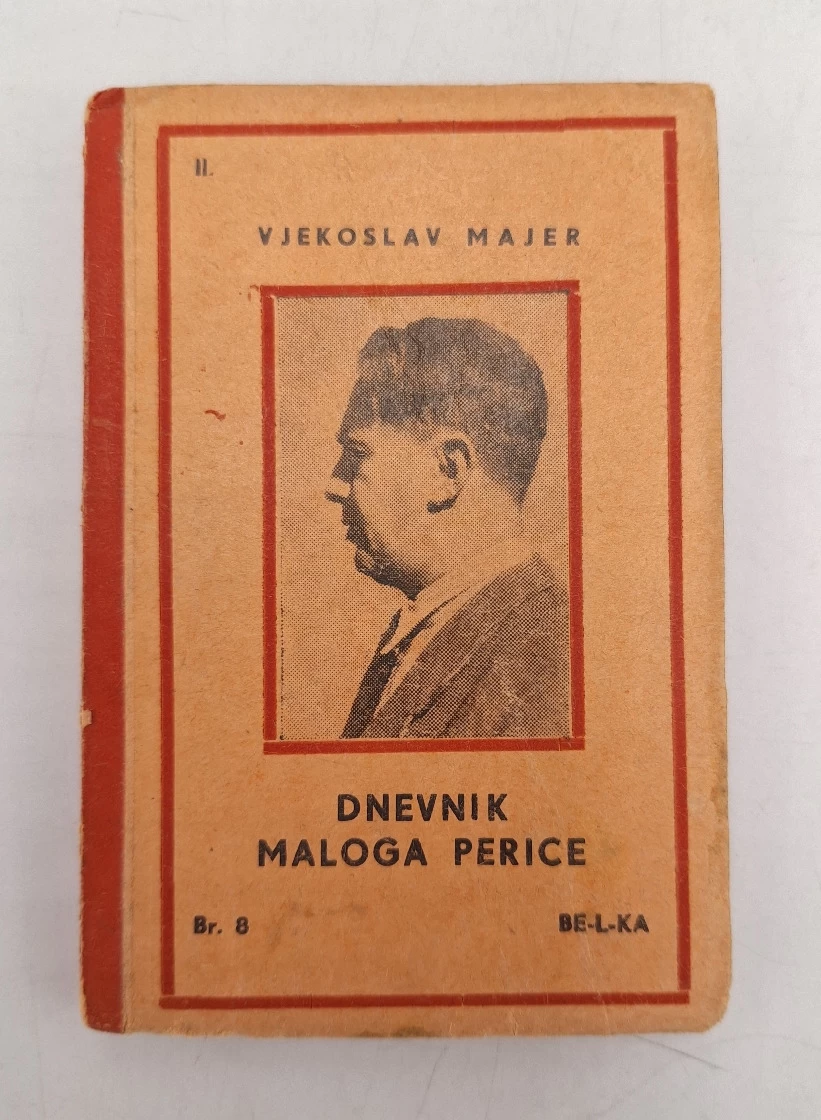 II.
VJEKOSLAV MAJER
DNEVNIK
MALOGA PERICE
Br. 8
BE-L-KA